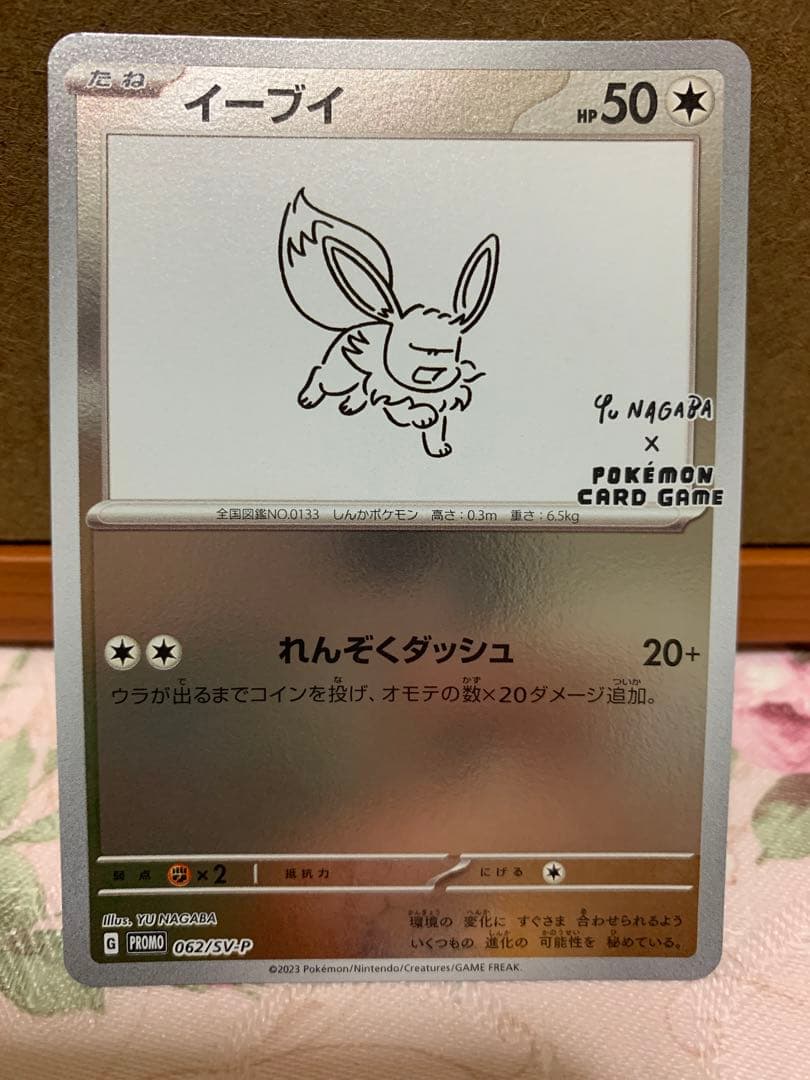 たね イーブイ HP 50
Yu NAGABA
×
POKÉMON
CARD GAME
全国図鑑NO.0133 しんかポケモン 高さ:0.3m 重さ:6.5kg
れんぞくダッシュ 20+
ウラが出るまでコインを投げ、オモテの数×20ダメージ追加。
弱点 ×2 抵抗力 にげる
Illus. YU NAGABA
G PROMO 062/SV-P
環境の 変化に すぐさま 合わせられるよう
いくつもの 進化の 可能性を 秘めている。
©2023 Pokémon/Nintendo/Creatures/GAME FREAK.